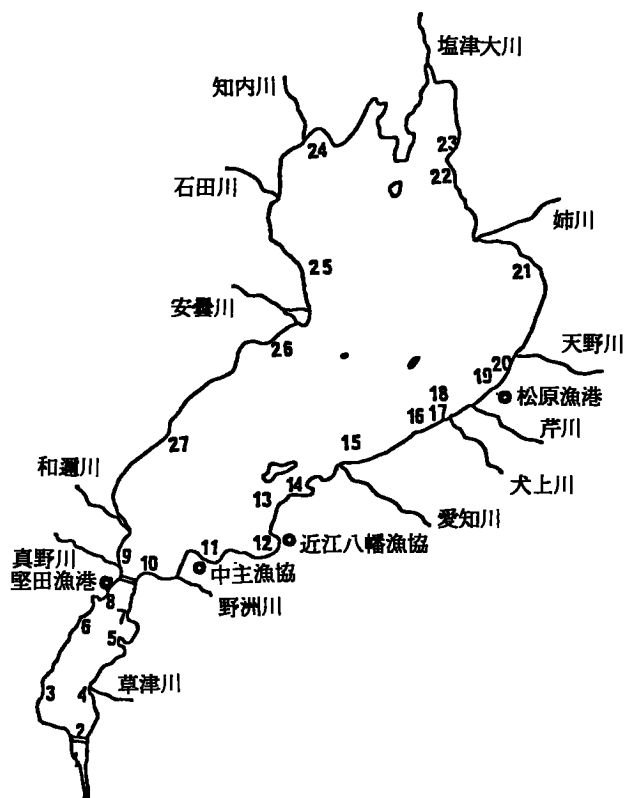 塩津大川
知内川
23
24
22
石田川
姉川
25
21
安曇川
26
天野川
20
19
松原漁港
18
16 17
芹川
27
15
犬上川
和邇川
14
13
愛知川
近江八幡漁協
12
11
9
10
真野川
中主漁協
堅田漁港
8
野洲川
7
6
5
草津川
3
4
2